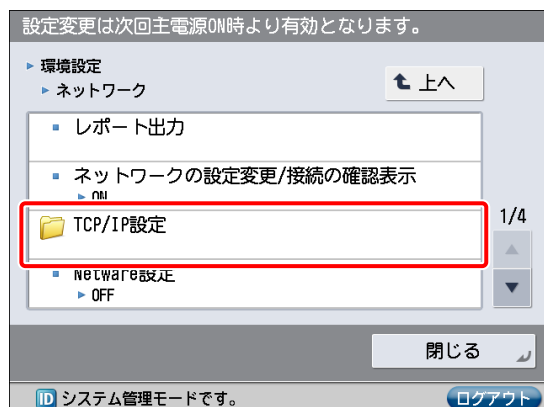 設定変更は次回主電源ON時より有効となります。
環境設定
ネットワーク
上へ
レポート出力
ネットワークの設定変更/接続の確認表示
ON
TCP/IP設定
1/4
Netware設定
OFF
閉じる
ID システム管理モードです。
ログアウト